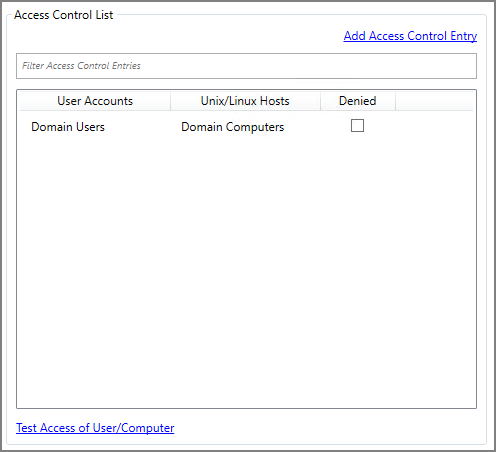 Access Control List
Add Access Control Entry
Filter Access Control Entries
User Accounts Unix/Linux Hosts Denied
Domain Users Domain Computers
Test Access of User/Computer